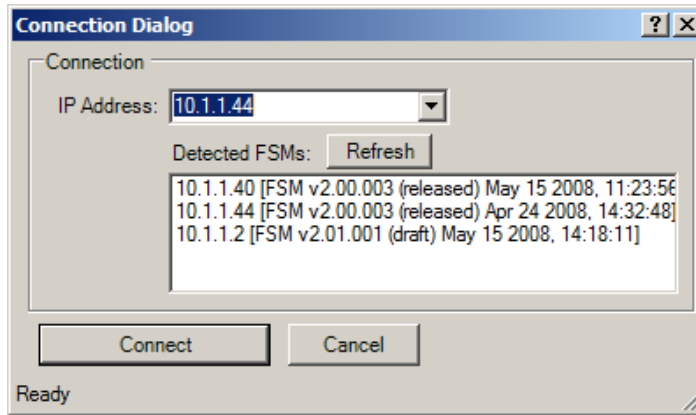 Connection Dialog
Connection
IP Address: 10.1.1.44
Detected FSMs: Refresh
10.1.1.40 [FSM v2.00.003 (released) May 15 2008, 11:23:56
10.1.1.44 [FSM v2.00.003 (released) Apr 24 2008, 14:32:48]
10.1.1.2 [FSM v2.01.001 (draft) May 15 2008, 14:18:11]
Connect Cancel
Ready